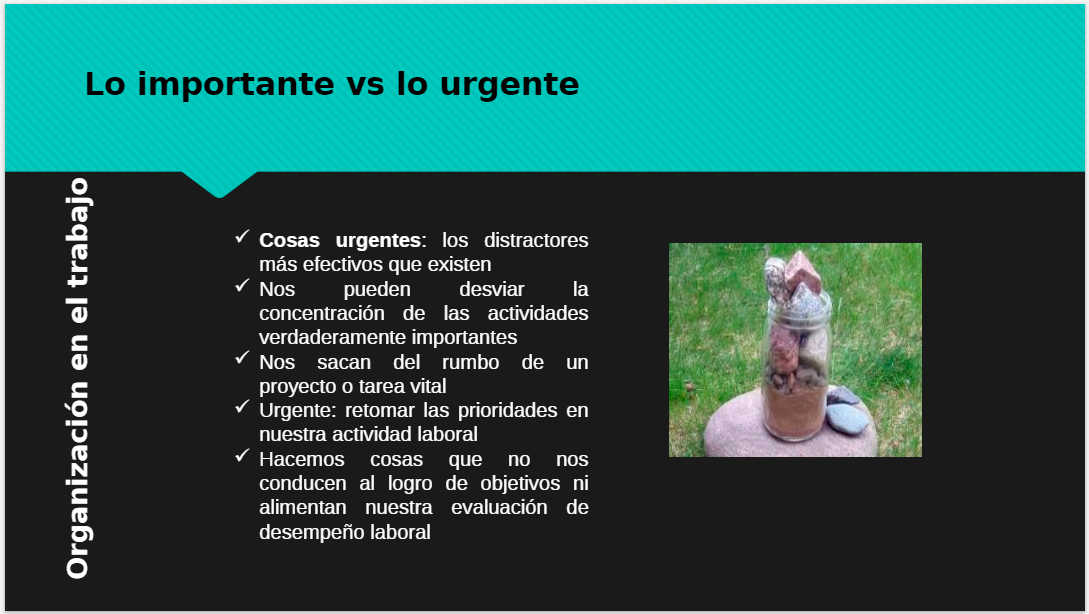 Lo importante vs lo urgente
Organización en el trabajo
Cosas urgentes: los distractores
más efectivos que existen
Nos pueden desviar la
concentración de las actividades
verdaderamente importantes
Nos sacan del rumbo de un
proyecto o tarea vital
Urgente: retomar las prioridades en
nuestra actividad laboral
Hacemos cosas que no nos
conducen al logro de objetivos ni
alimentan nuestra evaluación de
desempeño laboral